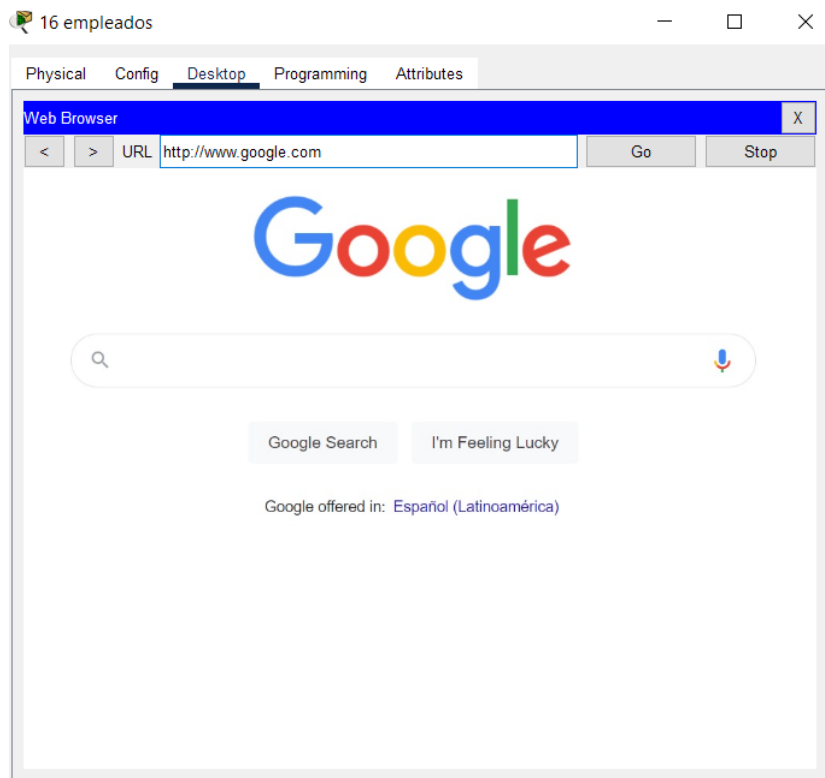 16 empleados
Physical Config Desktop Programming Attributes
Web Browser X
< > URL http://www.google.com Go Stop
Google
Google Search I'm Feeling Lucky
Google offered in: Español (Latinoamérica)